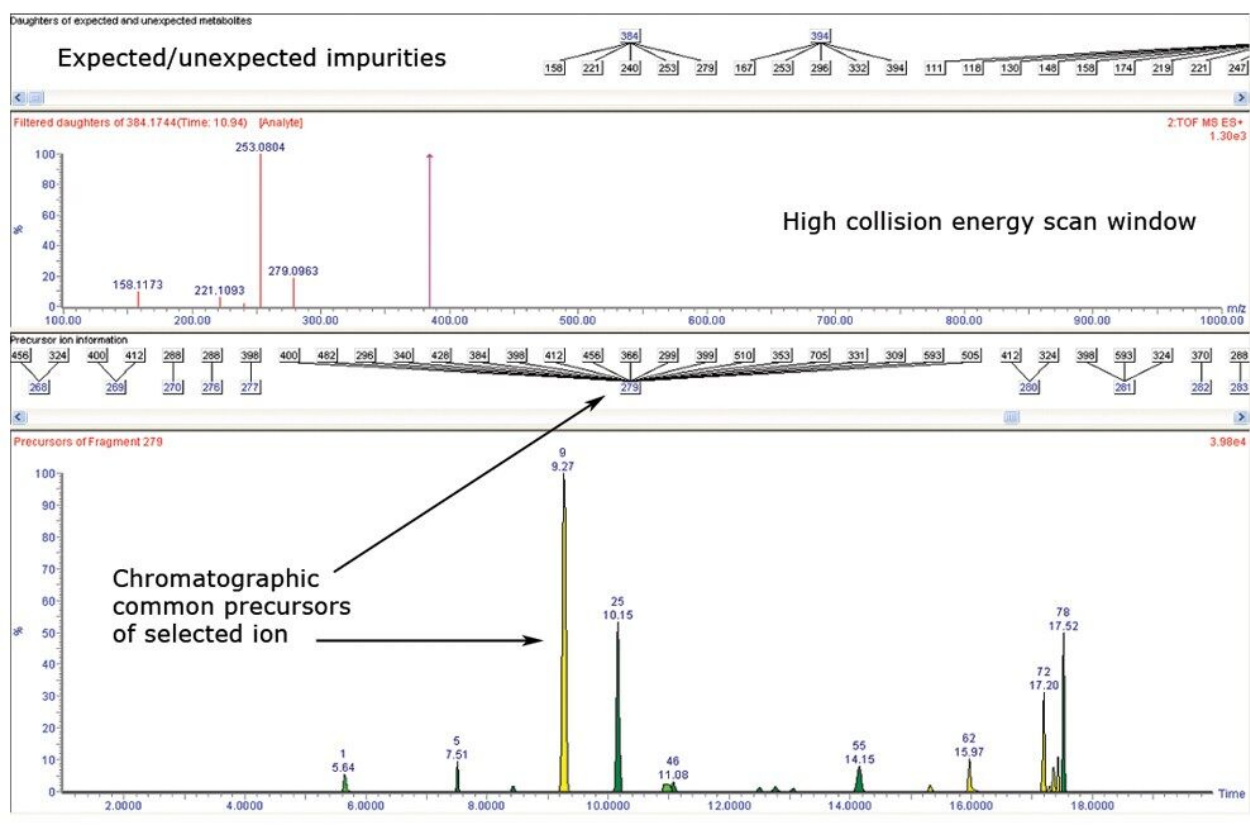 Daughters of expected and unexpected metabolites
Expected/unexpected impurities
384 394
158 221 240 253 279 167 253 296 332 394 111 118 130 148 158 174 219 221 247
Filtered daughters of 384.1744(Time: 10.94) [Analyte]
2:TOF MS ES+
1.30e3
253.0804
100
80
High collision energy scan window
60
%
40
279.0963
20
158.1173
221.1093
0
m/z
100.00 200.00 300.00 400.00 500.00 600.00 700.00 800.00 900.00 1000.00
Precursor ion information
456 324 400 412 288 288 398 400 482 296 340 428 384 398 412 456 366 299 399 510 353 705 331 309 593 505 412 324 398 593 324 370 288
268 269 270 276 277 279 280 281 282 283
Precursors of Fragment 279
3.98e4
9
9.27
100
90
80
70
Chromatographic
common precursors
of selected ion
60
25
10.15
78
17.52
50
%
40
72
17.20
30
20
5
7.51
62
15.97
55
14.15
10
1
5.64
46
11.08
0
Time
2.0000 4.0000 6.0000 8.0000 10.0000 12.0000 14.0000 16.0000 18.0000